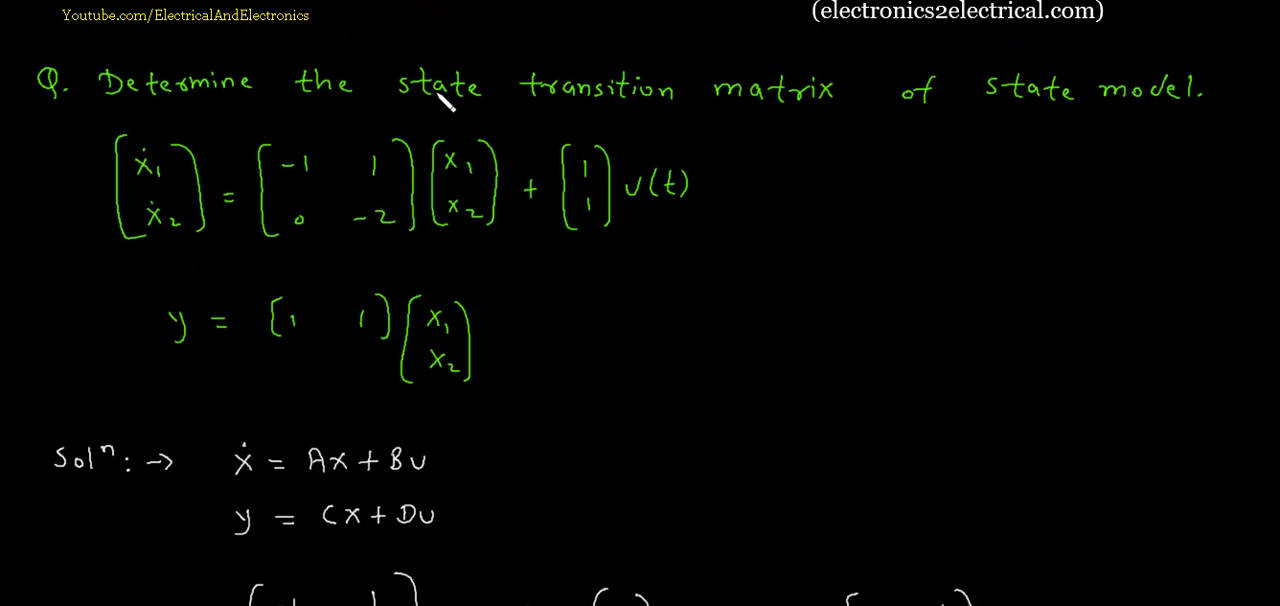 Youtube.com/ElectricalAndElectronics
(electronics2electrical.com)
Q. Determine the state transition matrix of state model.
[ẋ1 ẋ2] = [-1 1 0 -2] [x1 x2] + [1 1] u(t)
y = [1 1] [x1 x2]
Solⁿ: → ẋ = Ax + Bu
y = Cx + Du